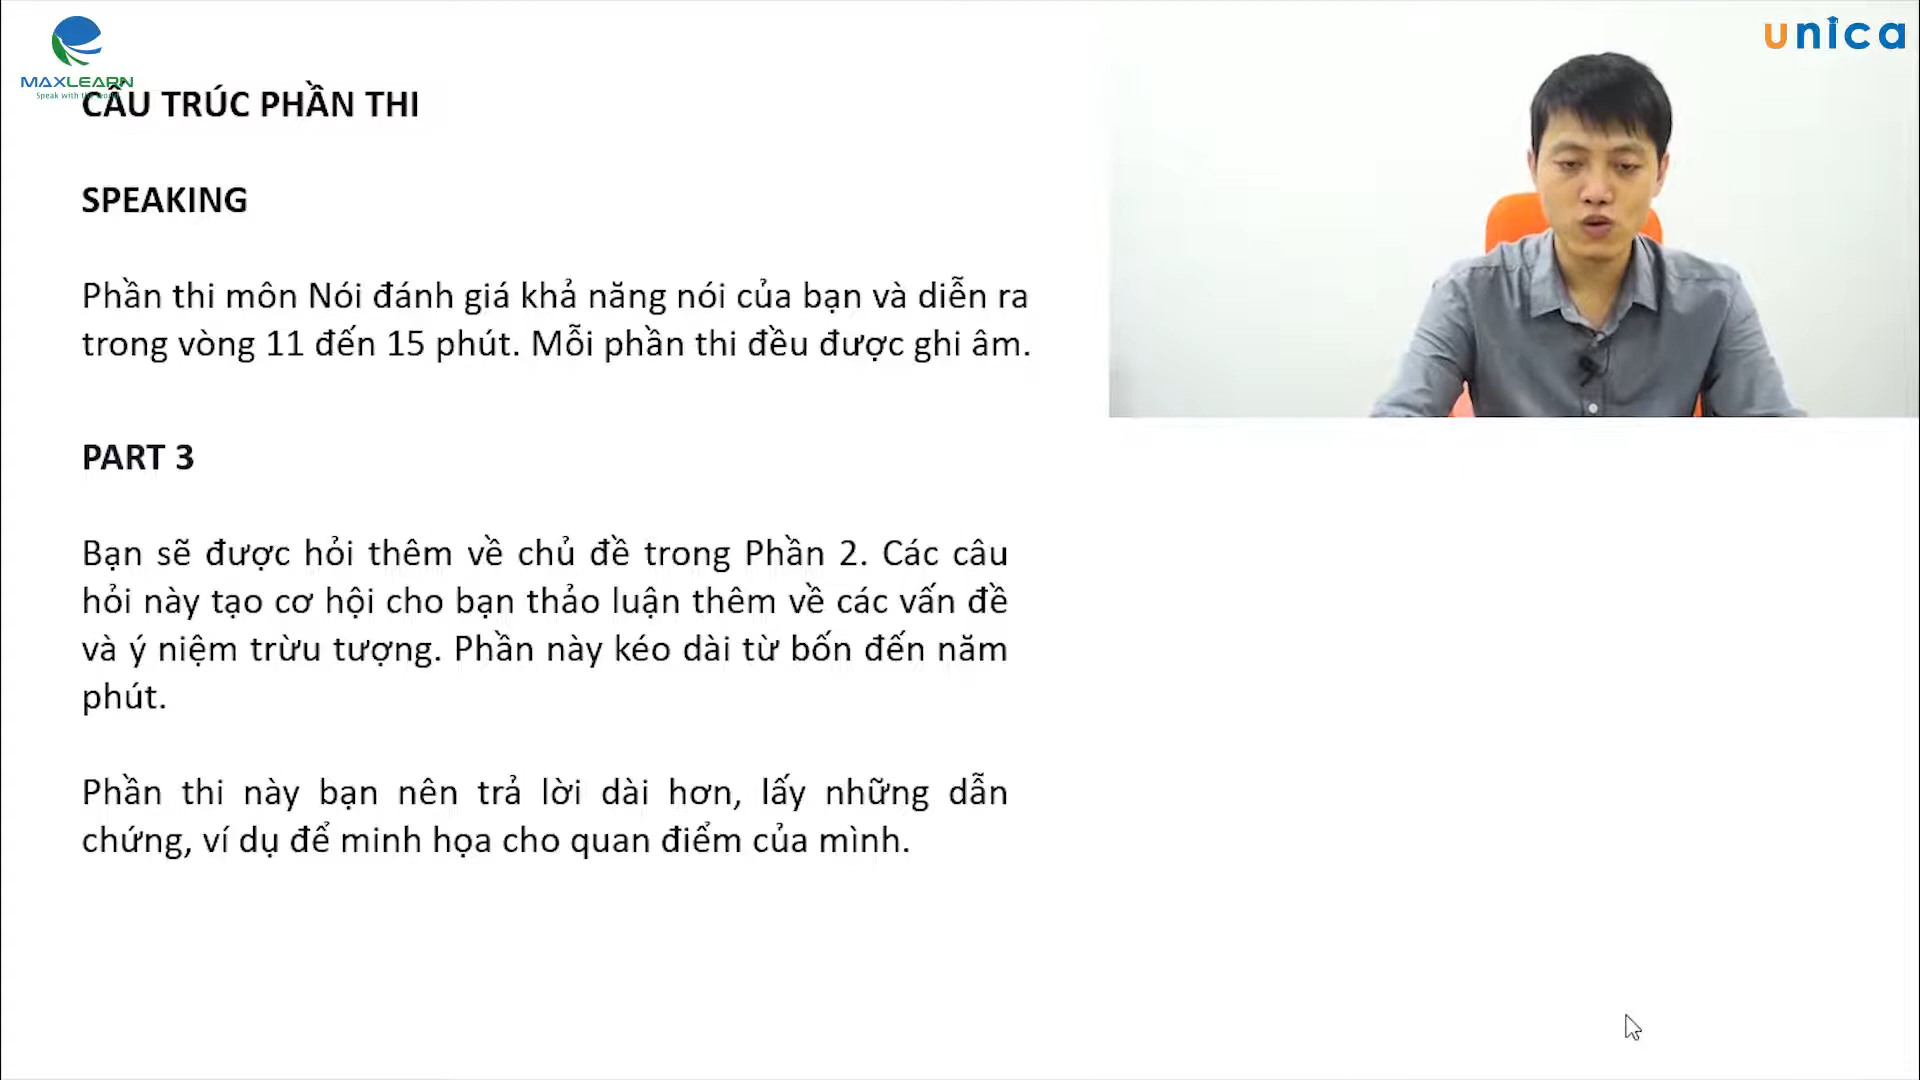 MAXLEARN
Speak with the
unica
CẤU TRÚC PHẦN THI
SPEAKING
Phần thi môn Nói đánh giá khả năng nói của bạn và diễn ra
trong vòng 11 đến 15 phút. Mỗi phần thi đều được ghi âm.
PART 3
Bạn sẽ được hỏi thêm về chủ đề trong Phần 2. Các câu
hỏi này tạo cơ hội cho bạn thảo luận thêm về các vấn đề
và ý niệm trừu tượng. Phần này kéo dài từ bốn đến năm
phút.
Phần thi này bạn nên trả lời dài hơn, lấy những dẫn
chứng, ví dụ để minh họa cho quan điểm của mình.